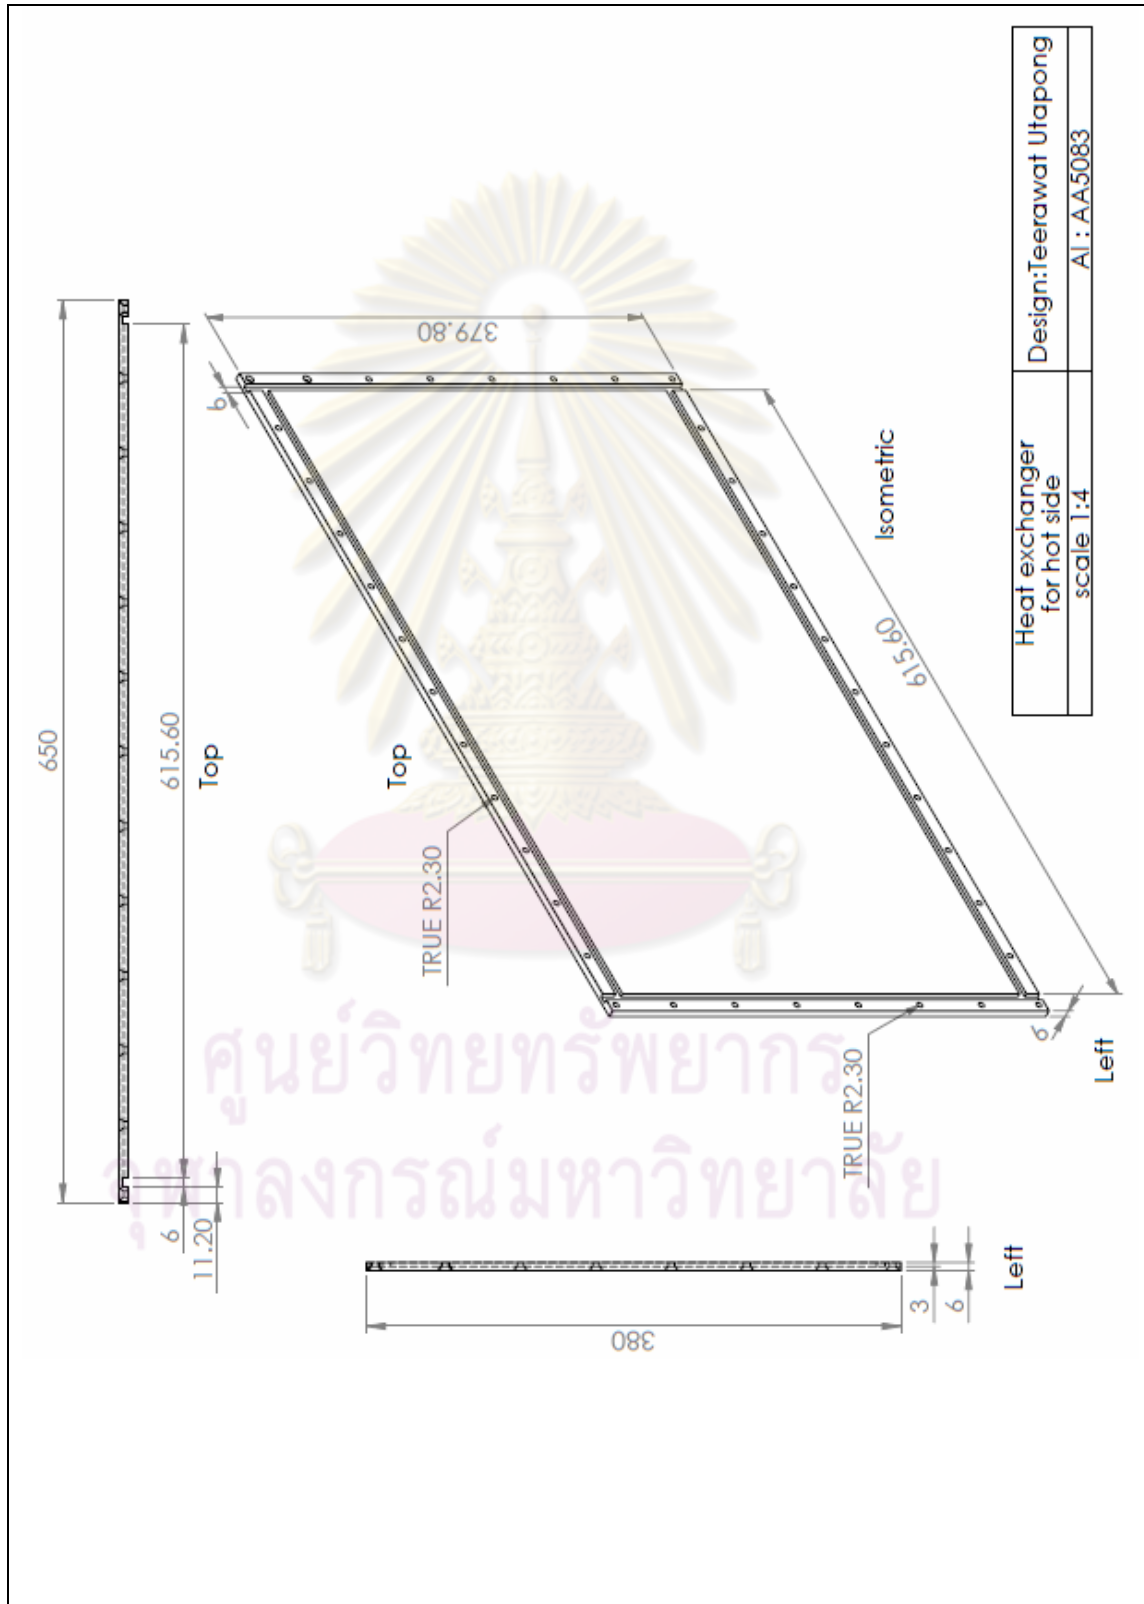 650
615.60
6
11.20
Top
Top
379.80
6
TRUE R2.30
TRUE R2.30
Isometric
615.60
6
Left
380
3
6
Left
Heat exchanger
for hot side
scale 1:4
Design:Teerawat Utapong
Al : AA5083
ศูนย์วิทยทรัพยากร
จุฬาลงกรณ์มหาวิทยาลัย